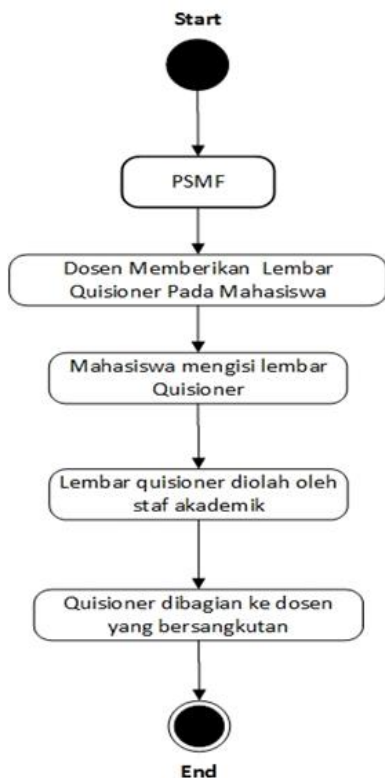 Start
PSMF
Dosen Memberikan Lembar
Quisioner Pada Mahasiswa
Mahasiswa mengisi lembar
Quisioner
Lembar quisioner diolah oleh
staf akademik
Quisioner dibagian ke dosen
yang bersangkutan
End